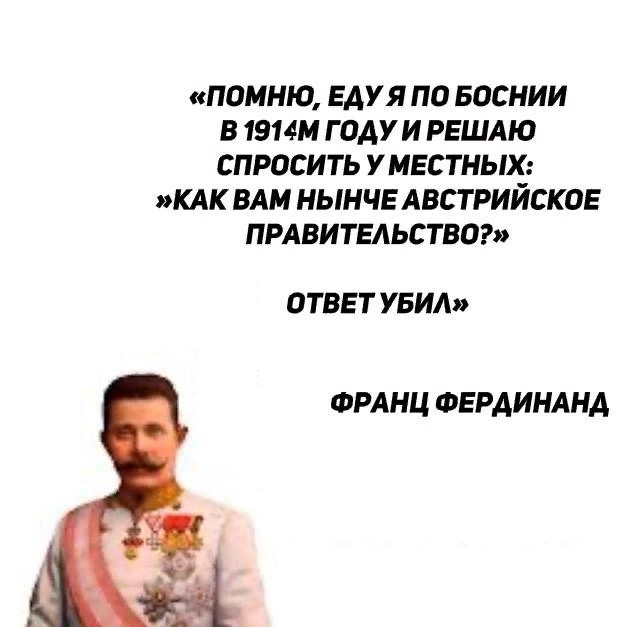 «ПОМНЮ, ЕДУ Я ПО БОСНИИ
В 1914М ГОДУ И РЕШАЮ
СПРОСИТЬ У МЕСТНЫХ:
»КАК ВАМ НЫНЧЕ АВСТРИЙСКОЕ
ПРАВИТЕЛЬСТВО?»
ОТВЕТ УБИЛ»
ФРАНЦ ФЕРДИНАНД